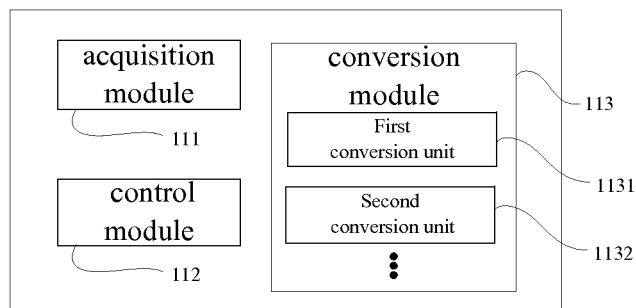 acquisition
module
111
control
module
112
conversion
module
113
First
conversion unit
1131
Second
conversion unit
1132